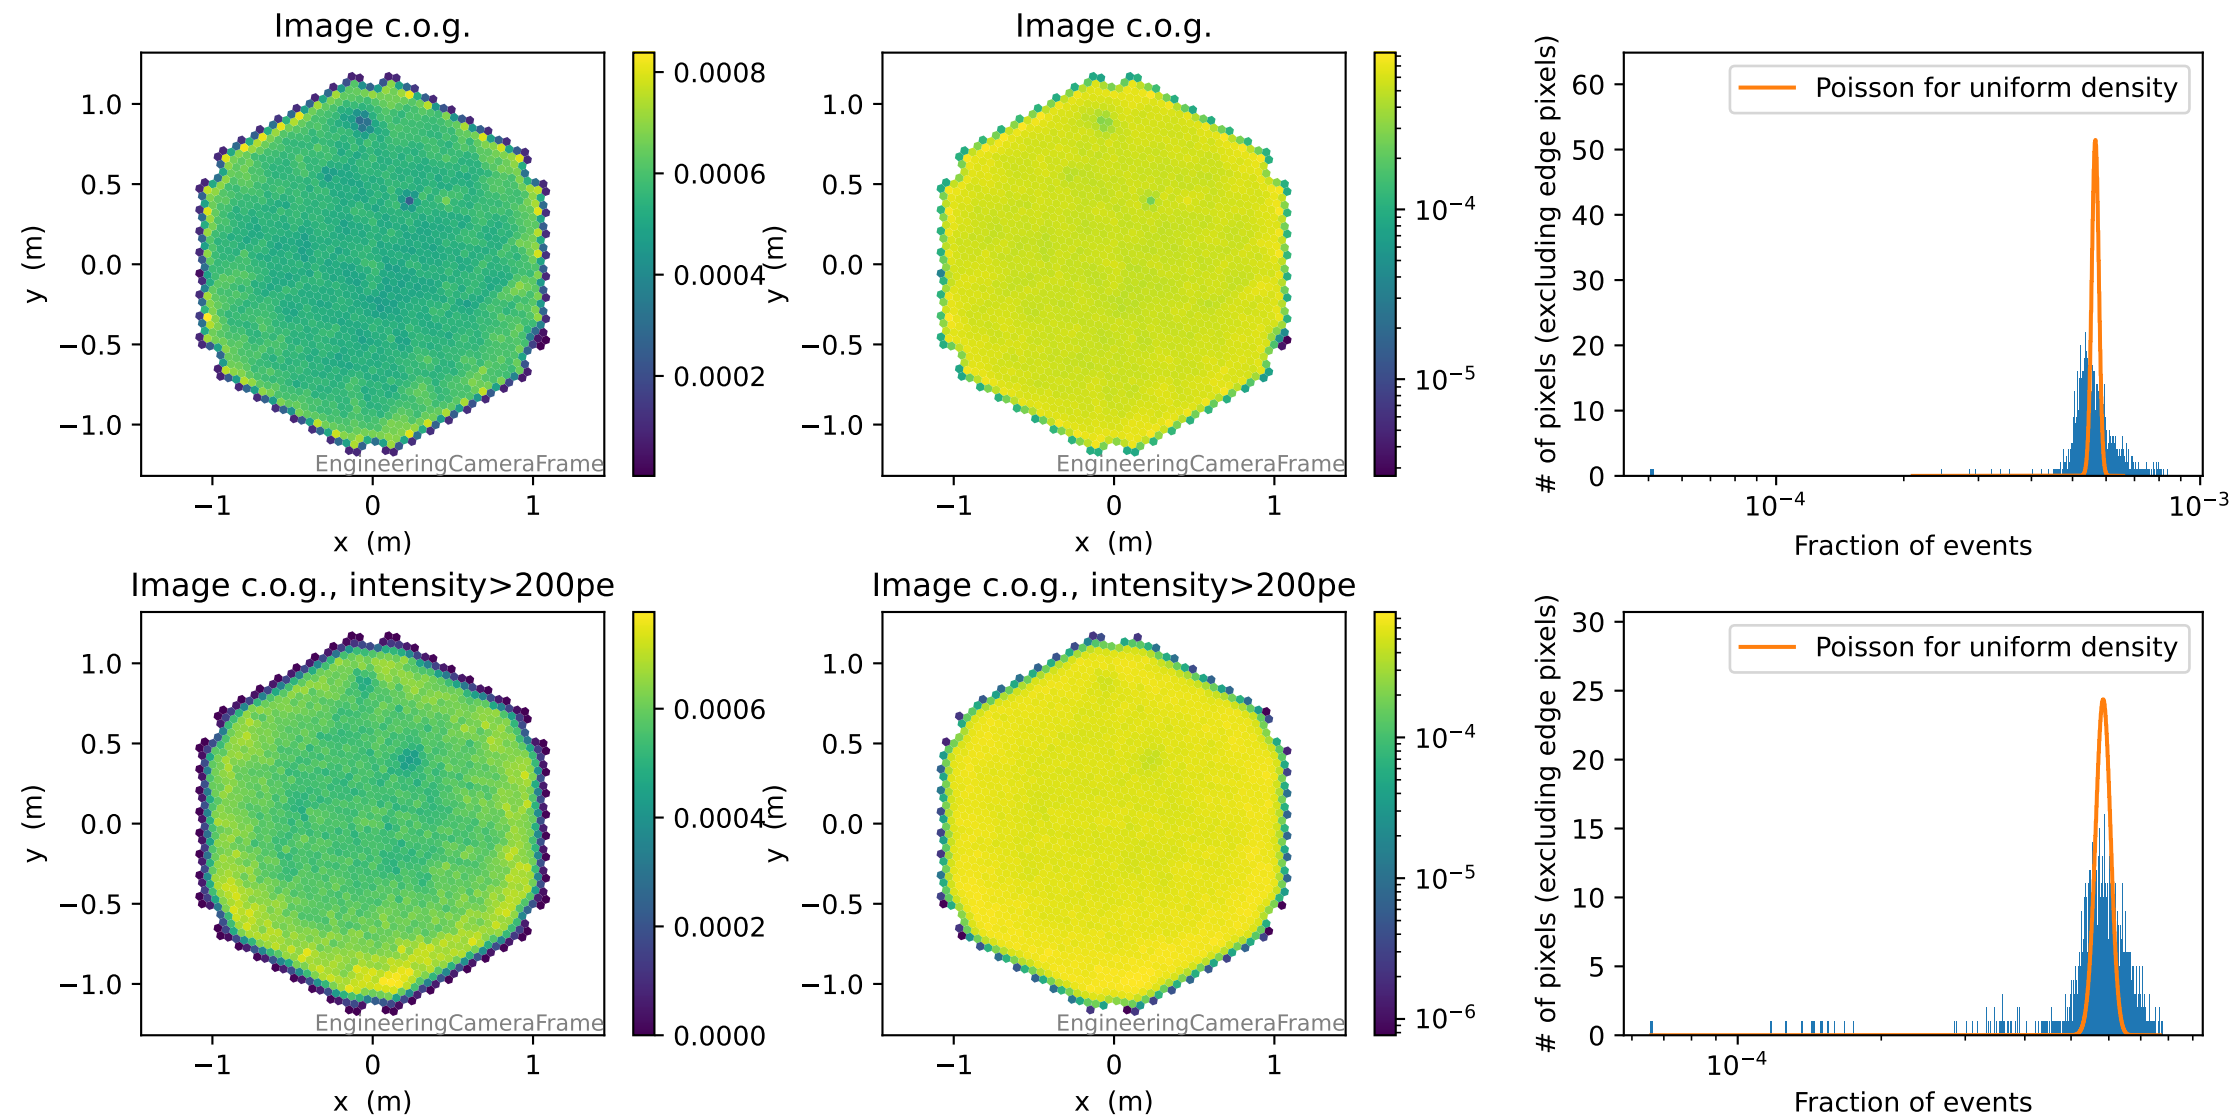 Image c.o.g.
1.0
0.5
0.0
−0.5
−1.0
y (m)
−1
0
1
x (m)
EngineeringCameraFrame
0.0008
0.0006
0.0004
0.0002
Image c.o.g.
1.0
0.5
0.0
−0.5
−1.0
y (m)
−1
0
1
x (m)
EngineeringCameraFrame
10⁻⁴
10⁻⁵
# of pixels (excluding edge pixels)
60
50
40
30
20
10
0
Poisson for uniform density
10⁻⁴
10⁻³
Fraction of events
Image c.o.g., intensity>200pe
1.0
0.5
0.0
−0.5
−1.0
y (m)
−1
0
1
x (m)
EngineeringCameraFrame
0.0006
0.0004
0.0002
0.0000
Image c.o.g., intensity>200pe
1.0
0.5
0.0
−0.5
−1.0
y (m)
−1
0
1
x (m)
EngineeringCameraFrame
10⁻⁴
10⁻⁵
10⁻⁶
# of pixels (excluding edge pixels)
30
25
20
15
10
5
0
Poisson for uniform density
10⁻⁴
Fraction of events